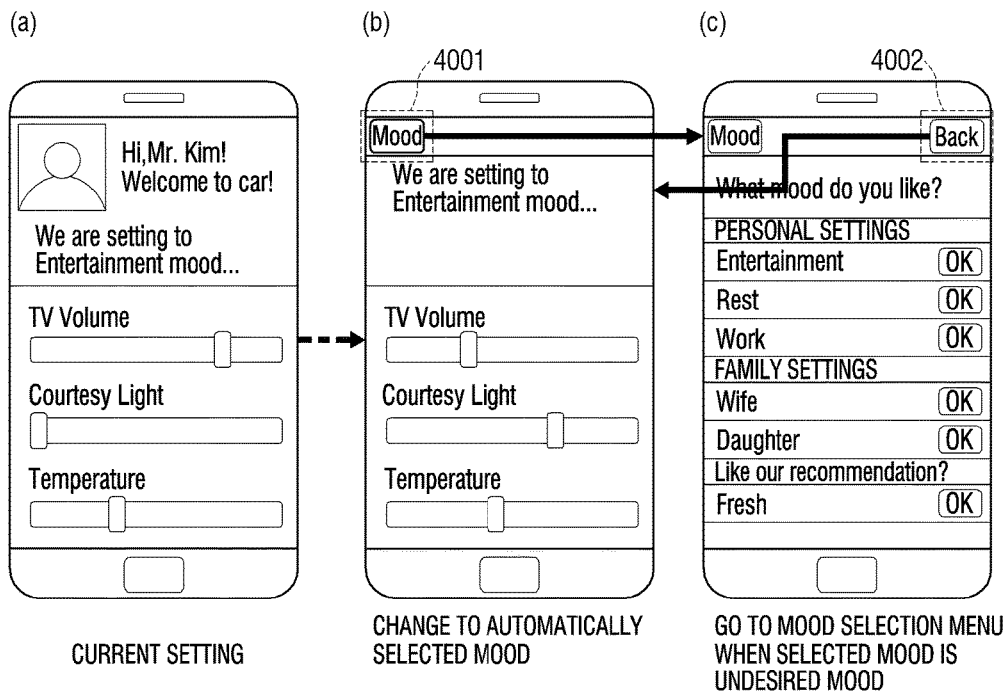 (a)
(b)
(c)
4001
4002
Hi,Mr. Kim!
Welcome to car!
We are setting to
Entertainment mood...
TV Volume
Courtesy Light
Temperature
CURRENT SETTING
Mood
We are setting to
Entertainment mood...
TV Volume
Courtesy Light
Temperature
CHANGE TO AUTOMATICALLY
SELECTED MOOD
Mood
Back
What mood do you like?
PERSONAL SETTINGS
Entertainment OK
Rest OK
Work OK
FAMILY SETTINGS
Wife OK
Daughter OK
Like our recommendation?
Fresh OK
GO TO MOOD SELECTION MENU
WHEN SELECTED MOOD IS
UNDESIRED MOOD